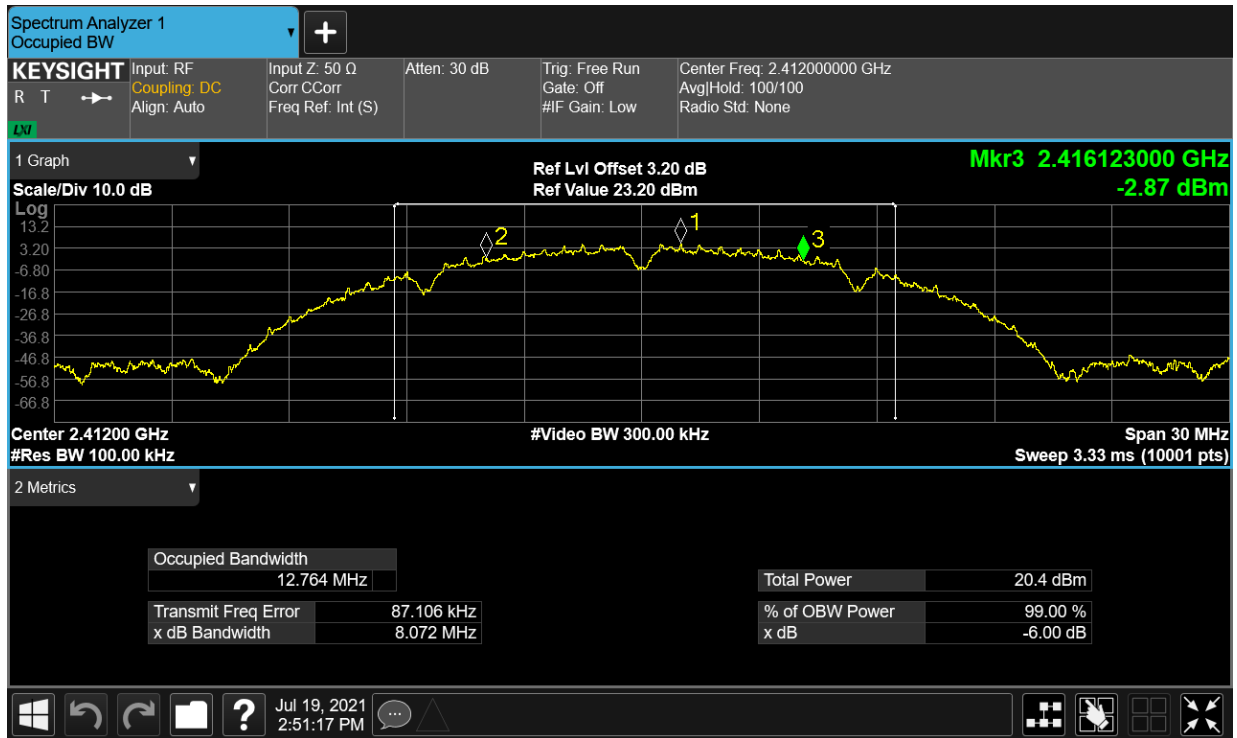 Spectrum Analyzer 1
Occupied BW
KEYSIGHT
R T
LXI
Input: RF
Coupling: DC
Align: Auto
Input Z: 50 Ω
Corr CCorr
Freq Ref: Int (S)
Atten: 30 dB
Trig: Free Run
Gate: Off
#IF Gain: Low
Center Freq: 2.412000000 GHz
Avg|Hold: 100/100
Radio Std: None
1 Graph
Scale/Div 10.0 dB
Ref Lvl Offset 3.20 dB
Ref Value 23.20 dBm
Mkr3 2.416123000 GHz
-2.87 dBm
Log
13.2
3.20
-6.80
-16.8
-26.8
-36.8
-46.8
-56.8
-66.8
2
1
3
Center 2.41200 GHz
#Res BW 100.00 kHz
#Video BW 300.00 kHz
Span 30 MHz
Sweep 3.33 ms (10001 pts)
2 Metrics
Occupied Bandwidth
12.764 MHz
Transmit Freq Error 87.106 kHz
x dB Bandwidth 8.072 MHz
Total Power 20.4 dBm
% of OBW Power 99.00 %
x dB -6.00 dB
?
Jul 19, 2021
2:51:17 PM